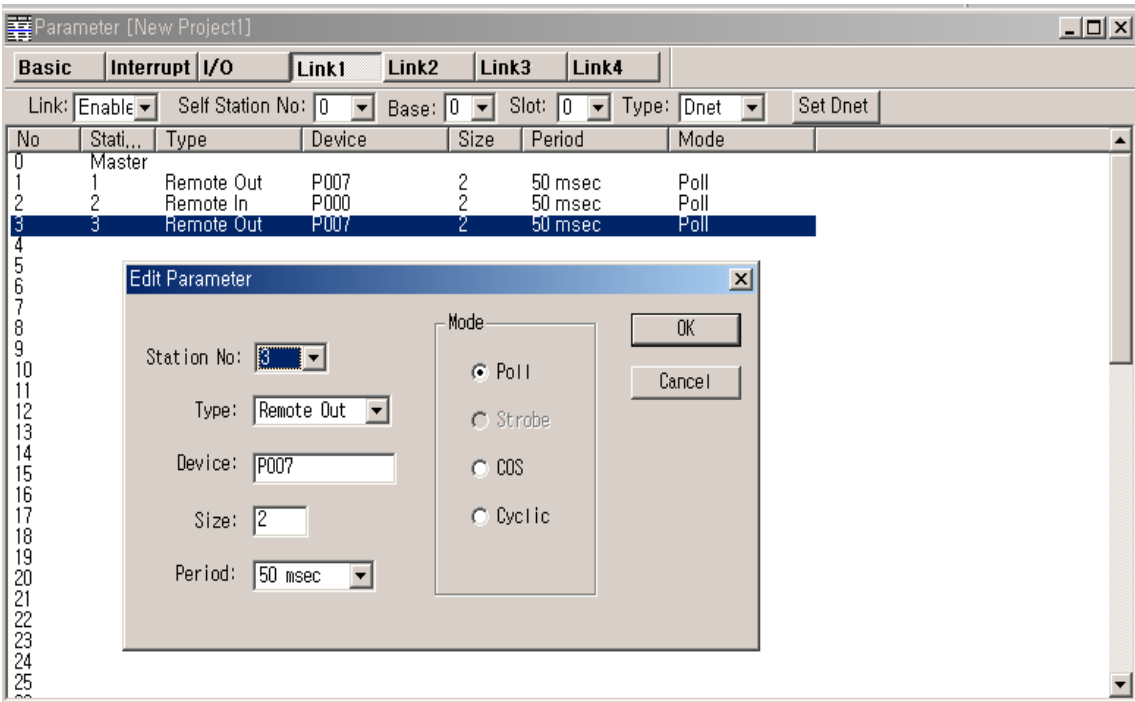 Parameter [New Project1]
Basic Interrupt I/O Link1 Link2 Link3 Link4
Link: Enable Self Station No: 0 Base: 0 Slot: 0 Type: Dnet Set Dnet
No Stati... Type Device Size Period Mode
0 Master
1 1 Remote Out P007 2 50 msec Poll
2 2 Remote In P000 2 50 msec Poll
3 3 Remote Out P007 2 50 msec Poll
4
5
6
7
8
9
10
11
12
13
14
15
16
17
18
19
20
21
22
23
24
25
Edit Parameter
Station No: 3
Type: Remote Out
Device: P007
Size: 2
Period: 50 msec
Mode
Poll
Strobe
COS
Cyclic
OK
Cancel